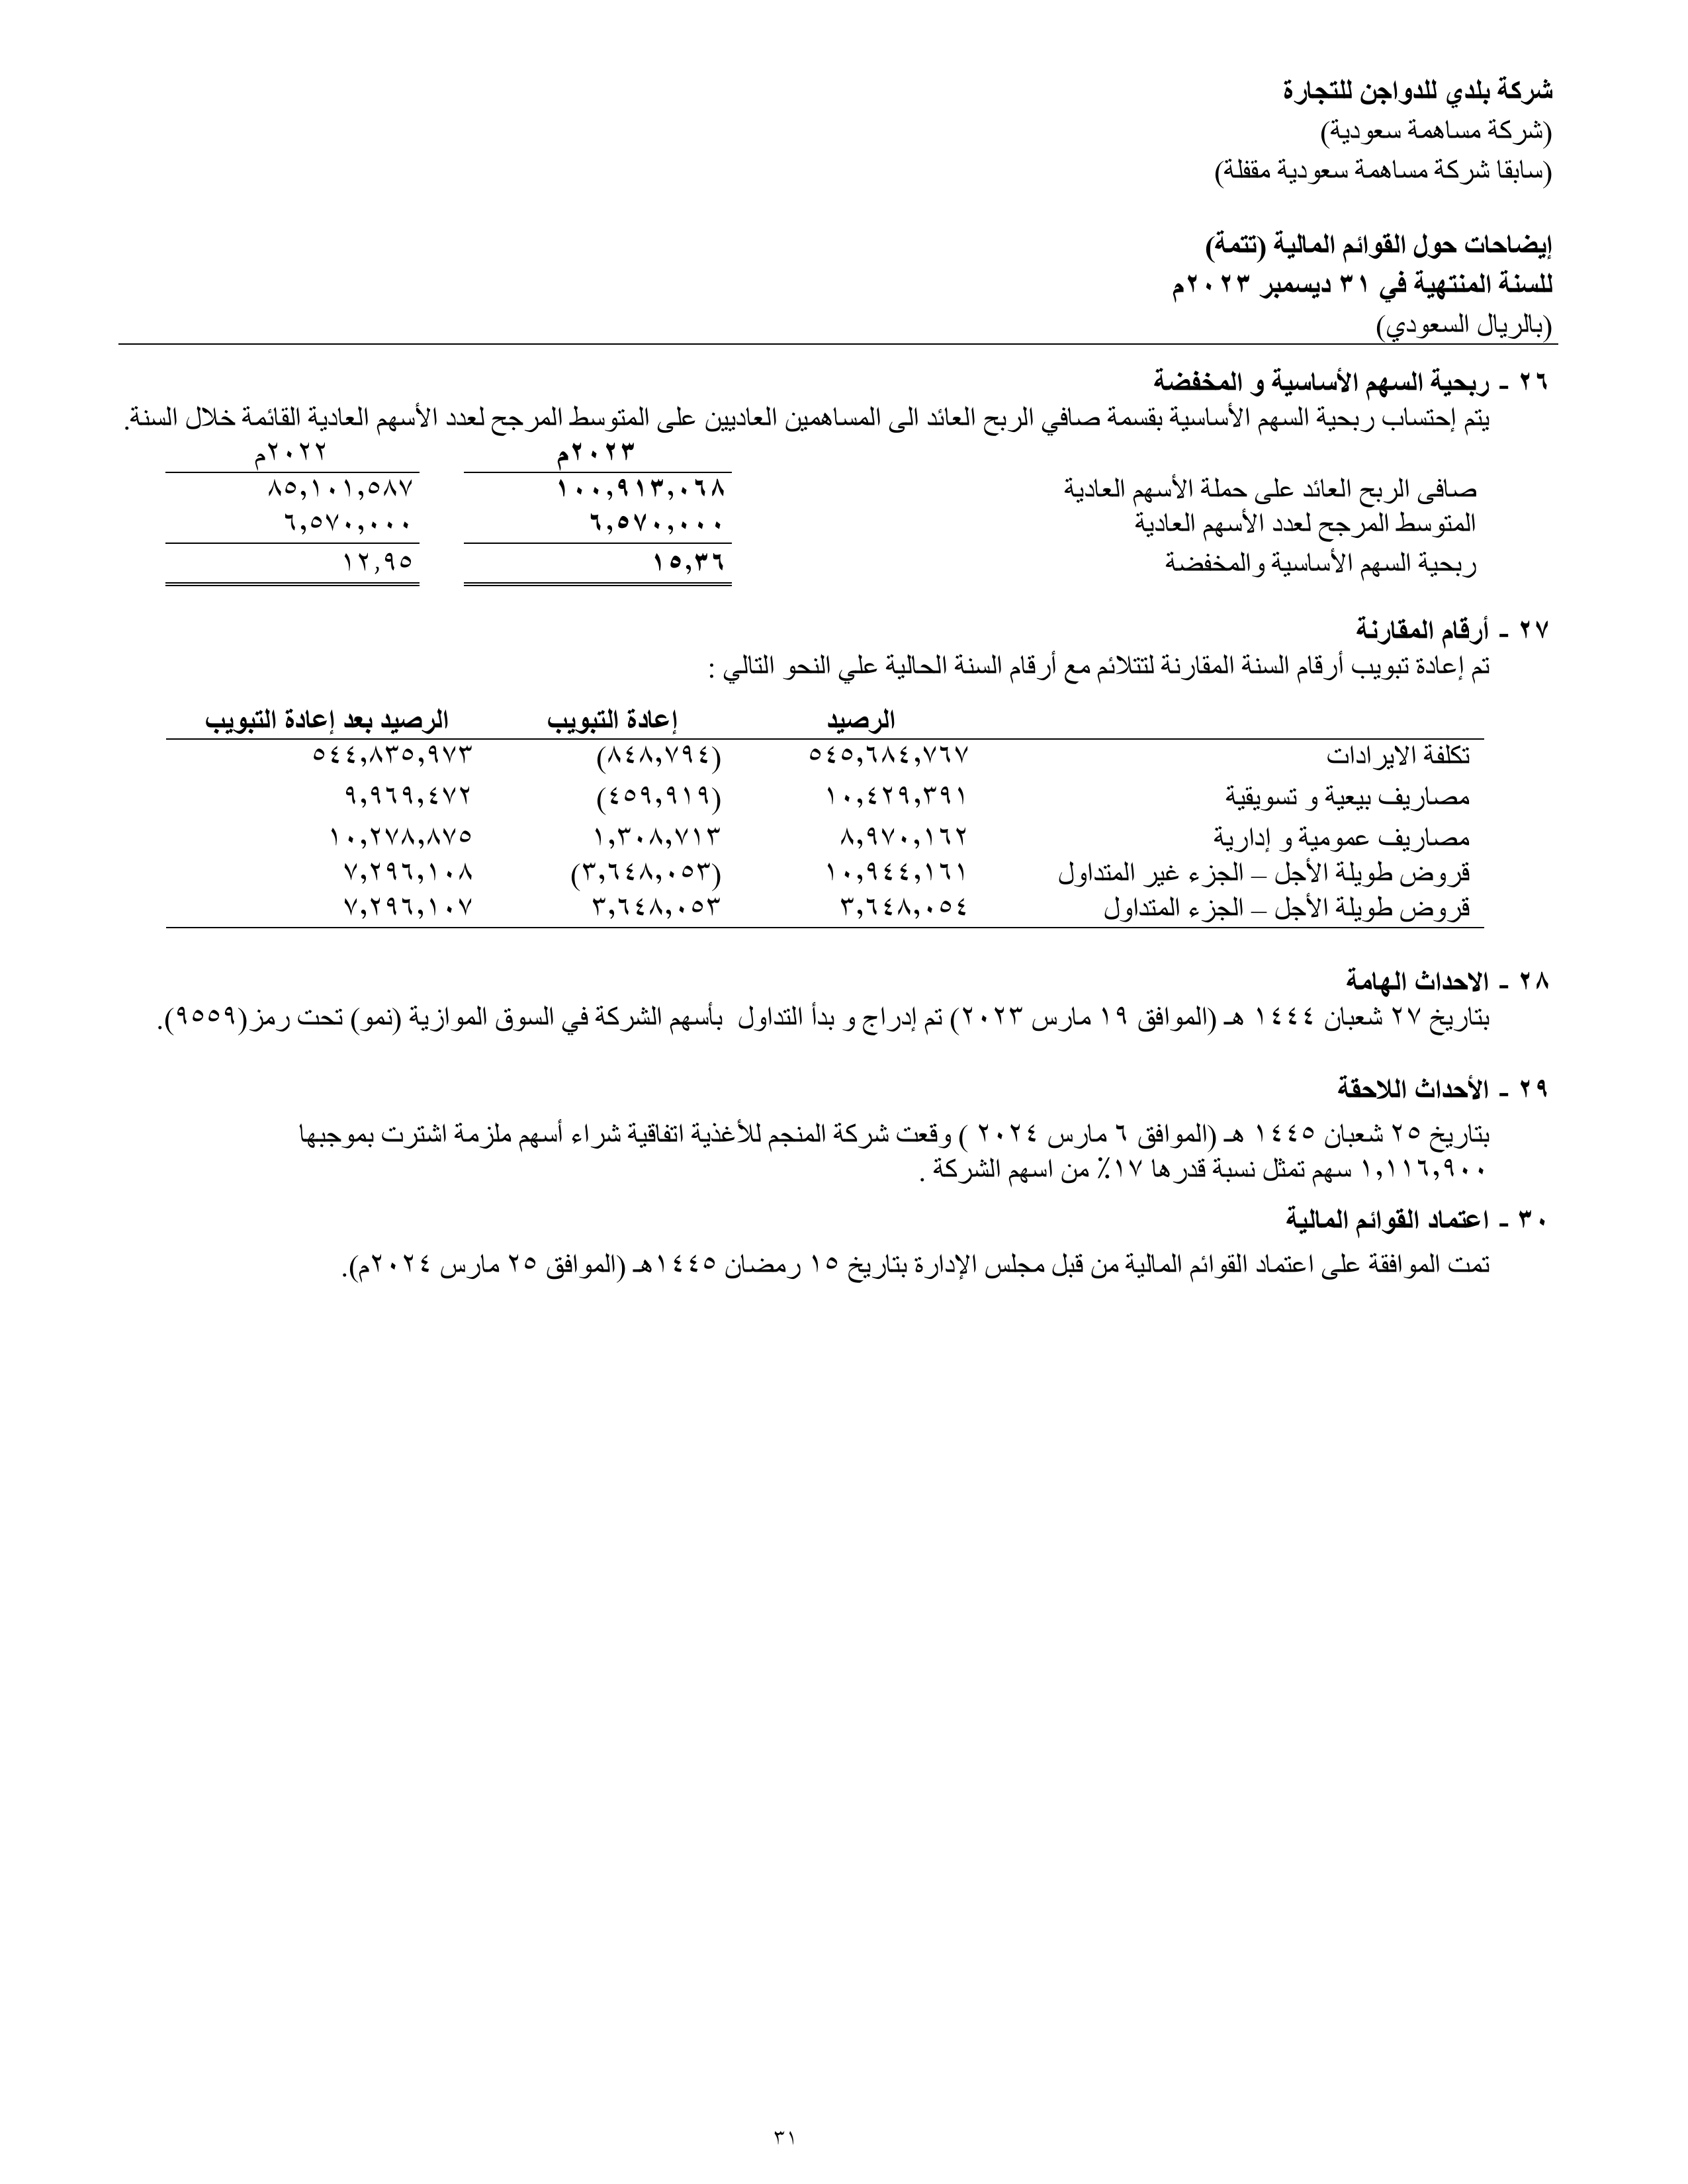 شركة بلدي للدواجن للتجارة
(شركة مساهمة سعودية)
(سابقا شركة مساهمة سعودية مقفلة)
إيضاحات حول القوائم المالية (تتمة)
للسنة المنتهية في ٣١ ديسمبر ٢٠٢٣م
(بالريال السعودي)
٢٦ - ربحية السهم الأساسية و المخفضة
يتم إحتساب ربحية السهم الأساسية بقسمة صافي الربح العائد الى المساهمين العاديين على المتوسط المرجح لعدد الأسهم العادية القائمة خلال السنة.
٢٠٢٣م ٢٠٢٢م
صافى الربح العائد على حملة الأسهم العادية ١٠٠,٩١٣,٠٦٨ ٨٥,١٠١,٥٨٧
المتوسط المرجح لعدد الأسهم العادية ٦,٥٧٠,٠٠٠ ٦,٥٧٠,٠٠٠
ربحية السهم الأساسية والمخفضة ١٥,٣٦ ١٢,٩٥
٢٧ - أرقام المقارنة
تم إعادة تبويب أرقام السنة المقارنة لتتلائم مع أرقام السنة الحالية علي النحو التالي :
الرصيد إعادة التبويب الرصيد بعد إعادة التبويب
تكلفة الايرادات ٥٤٥,٦٨٤,٧٦٧ (٨٤٨,٧٩٤) ٥٤٤,٨٣٥,٩٧٣
مصاريف بيعية و تسويقية ١٠,٤٢٩,٣٩١ (٤٥٩,٩١٩) ٩,٩٦٩,٤٧٢
مصاريف عمومية و إدارية ٨,٩٧٠,١٦٢ ١,٣٠٨,٧١٣ ١٠,٢٧٨,٨٧٥
قروض طويلة الأجل – الجزء غير المتداول ١٠,٩٤٤,١٦١ (٣,٦٤٨,٠٥٣) ٧,٢٩٦,١٠٨
قروض طويلة الأجل – الجزء المتداول ٣,٦٤٨,٠٥٤ ٣,٦٤٨,٠٥٣ ٧,٢٩٦,١٠٧
٢٨ - الاحداث الهامة
بتاريخ ٢٧ شعبان ١٤٤٤ هـ (الموافق ١٩ مارس ٢٠٢٣) تم إدراج و بدأ التداول بأسهم الشركة في السوق الموازية (نمو) تحت رمز(٩٥٥٩).
٢٩ - الأحداث اللاحقة
بتاريخ ٢٥ شعبان ١٤٤٥ هـ (الموافق ٦ مارس ٢٠٢٤ ) وقعت شركة المنجم للأغذية اتفاقية شراء أسهم ملزمة اشترت بموجبها
١,١١٦,٩٠٠ سهم تمثل نسبة قدرها ١٧٪ من اسهم الشركة .
٣٠ - اعتماد القوائم المالية
تمت الموافقة على اعتماد القوائم المالية من قبل مجلس الإدارة بتاريخ ١٥ رمضان ١٤٤٥هـ (الموافق ٢٥ مارس ٢٠٢٤م).
٣١